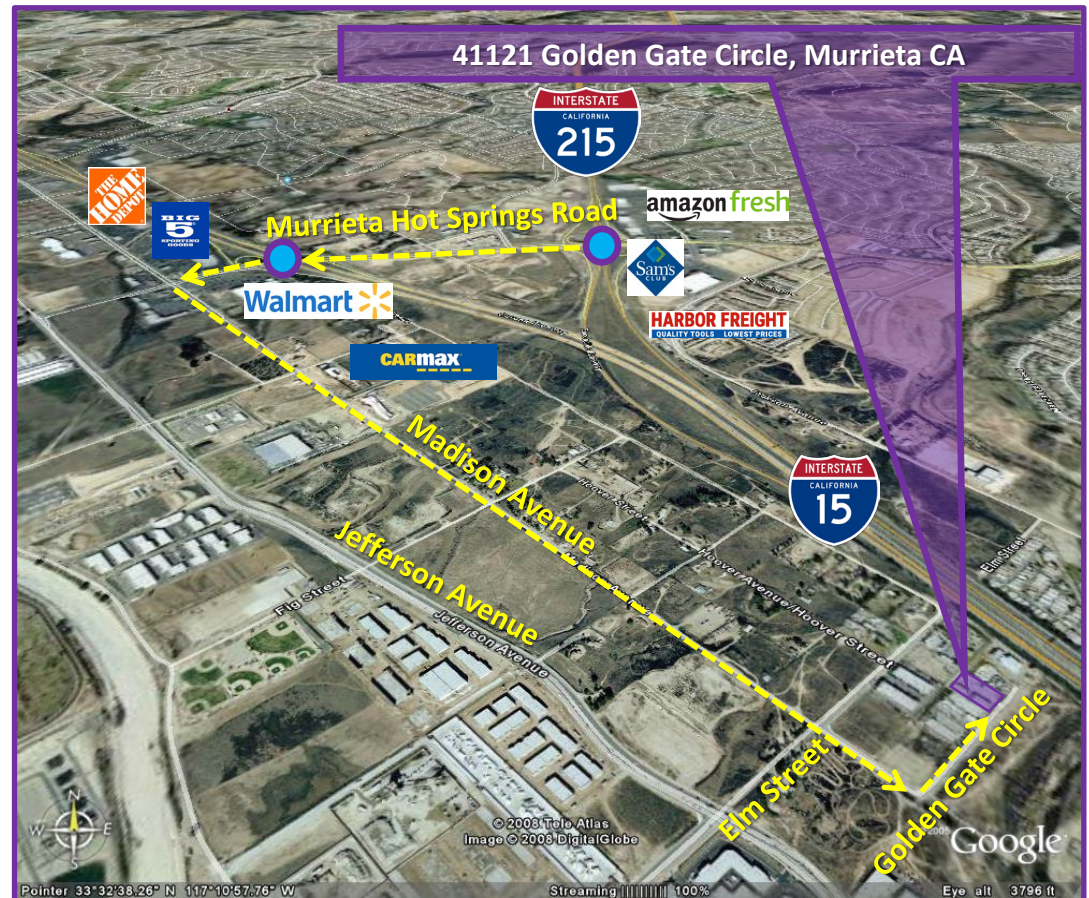 41121 Golden Gate Circle, Murrieta CA
INTERSTATE
CALIFORNIA
215
THE
HOME
DEPOT
BIG
5
SPORTING
GOODS
Murrieta Hot Springs Road
amazon fresh
Sam's
CLUB
Walmart
HARBOR FREIGHT
QUALITY TOOLS LOWEST PRICES
CARMAX
Madison Avenue
INTERSTATE
CALIFORNIA
15
Hoover Street
Jefferson Avenue
Elm Street
Hoover Avenue/Hoover Street
Fig Street
Jefferson Avenue
Elm Street
Golden Gate Circle
N
W E
S
© 2008 Tele Atlas
Image © 2008 DigitalGlobe
©2005 Google
Pointer 33°32'38.26" N 117°10'57.76" W
Streaming |||||||||| 100%
Eye alt 3796 ft